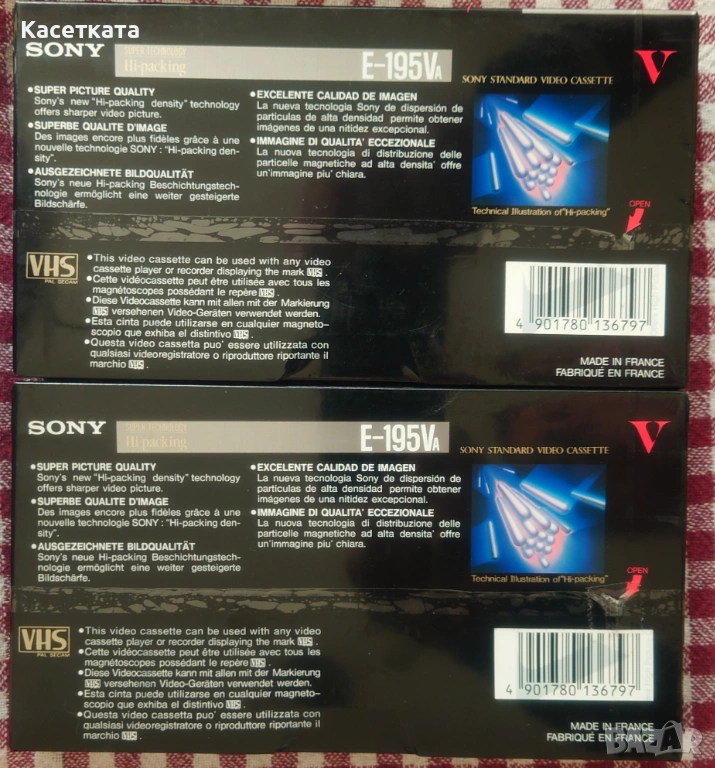 Касетката
SONY
SUPER TECHNOLOGY
Hi-packing
E-195VA
SONY STANDARD VIDEO CASSETTE
V
•SUPER PICTURE QUALITY
Sony's new "Hi-packing density" technology
offers sharper video picture.
•SUPERBE QUALITE D'IMAGE
Des images encore plus fidèles grâce à une
nouvelle technologie SONY : "Hi-packing den-
sity".
•AUSGEZEICHNETE BILDQUALITÄT
Sony's neue Hi-packing Beschichtungstech-
nologie ermöglicht eine weiter gesteigerte
Bildschärfe.
•EXCELENTE CALIDAD DE IMAGEN
La nueva tecnologia Sony de dispersión de
particulas de alta densidad permite obtener
imágenes de una nitidez excepcional.
•IMMAGINE DI QUALITA' ECCEZIONALE
La nuova tecnologia di distribuzione delle
particelle magnetiche ad alta densita' offre
un'immagine piu' chiara.
Technical Illustration of "Hi-packing"
OPEN
VHS
PAL SECAM
•This video cassette can be used with any video
cassette player or recorder displaying the mark VHS .
•Cette vidéocassette peut être utilisée avec tous les
magnétoscopes possédant le repère VHS .
•Diese Videocassette kann mit allen mit der Markierung
VHS versehenen Video-Geräten verwendet werden.
•Esta cinta puede utilizarse en cualquier magneto-
scopio que exhiba el distintivo VHS .
•Questa video cassetta puo' essere utilizzata con
qualsiasi videoregistratore o riproduttore riportante il
marchio VHS .
4 901780 136797
MADE IN FRANCE
FABRIQUÉ EN FRANCE
SONY
SUPER TECHNOLOGY
Hi-packing
E-195VA
SONY STANDARD VIDEO CASSETTE
V
•SUPER PICTURE QUALITY
Sony's new "Hi-packing density" technology
offers sharper video picture.
•SUPERBE QUALITE D'IMAGE
Des images encore plus fidèles grâce à une
nouvelle technologie SONY : "Hi-packing den-
sity".
•AUSGEZEICHNETE BILDQUALITÄT
Sony's neue Hi-packing Beschichtungstech-
nologie ermöglicht eine weiter gesteigerte
Bildschärfe.
•EXCELENTE CALIDAD DE IMAGEN
La nueva tecnologia Sony de dispersión de
particulas de alta densidad permite obtener
imágenes de una nitidez excepcional.
•IMMAGINE DI QUALITA' ECCEZIONALE
La nuova tecnologia di distribuzione delle
particelle magnetiche ad alta densita' offre
un'immagine piu' chiara.
Technical Illustration of "Hi-packing"
OPEN
VHS
PAL SECAM
•This video cassette can be used with any video
cassette player or recorder displaying the mark VHS .
•Cette vidéocassette peut être utilisée avec tous les
magnétoscopes possédant le repère VHS .
•Diese Videocassette kann mit allen mit der Markierung
VHS versehenen Video-Geräten verwendet werden.
•Esta cinta puede utilizarse en cualquier magneto-
scopio que exhiba el distintivo VHS .
•Questa video cassetta puo' essere utilizzata con
qualsiasi videoregistratore o riproduttore riportante il
marchio VHS .
4 901780 136797
MADE IN FRANCE
FABRIQUÉ EN FRANCE
BAZAR